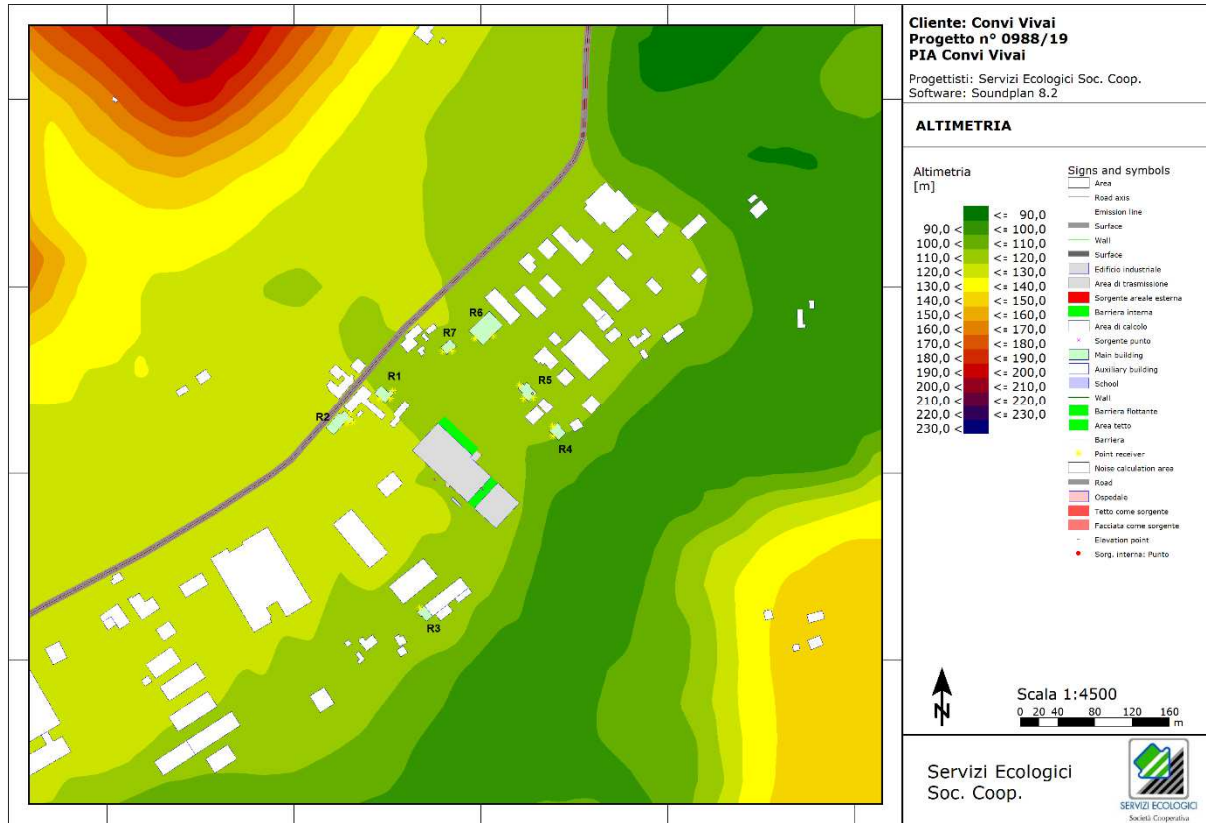 Cliente: Convi Vivai
Progetto n° 0988/19
PIA Convi Vivai
Progettisti: Servizi Ecologici Soc. Coop.
Software: Soundplan 8.2
ALTIMETRIA
Altimetria
[m]
<= 90,0
90,0 < <= 100,0
100,0 < <= 110,0
110,0 < <= 120,0
120,0 < <= 130,0
130,0 < <= 140,0
140,0 < <= 150,0
150,0 < <= 160,0
160,0 < <= 170,0
170,0 < <= 180,0
180,0 < <= 190,0
190,0 < <= 200,0
200,0 < <= 210,0
210,0 < <= 220,0
220,0 < <= 230,0
230,0 <
Signs and symbols
Area
Road axis
Emission line
Surface
Wall
Surface
Edificio industriale
Area di trasmissione
Sorgente areale esterna
Barriera interna
Area di calcolo
Sorgente punto
Main building
Auxiliary building
School
Wall
Barriera flottante
Area tetto
Barriera
Point receiver
Noise calculation area
Road
Ospedale
Tetto come sorgente
Facciata come sorgente
Elevation point
Sorg. interna: Punto
R6
R7
R1
R5
R2
R4
R3
N
Scala 1:4500
0 20 40 80 120 160
m
Servizi Ecologici
Soc. Coop.
SERVIZI ECOLOGICI
Società Cooperativa